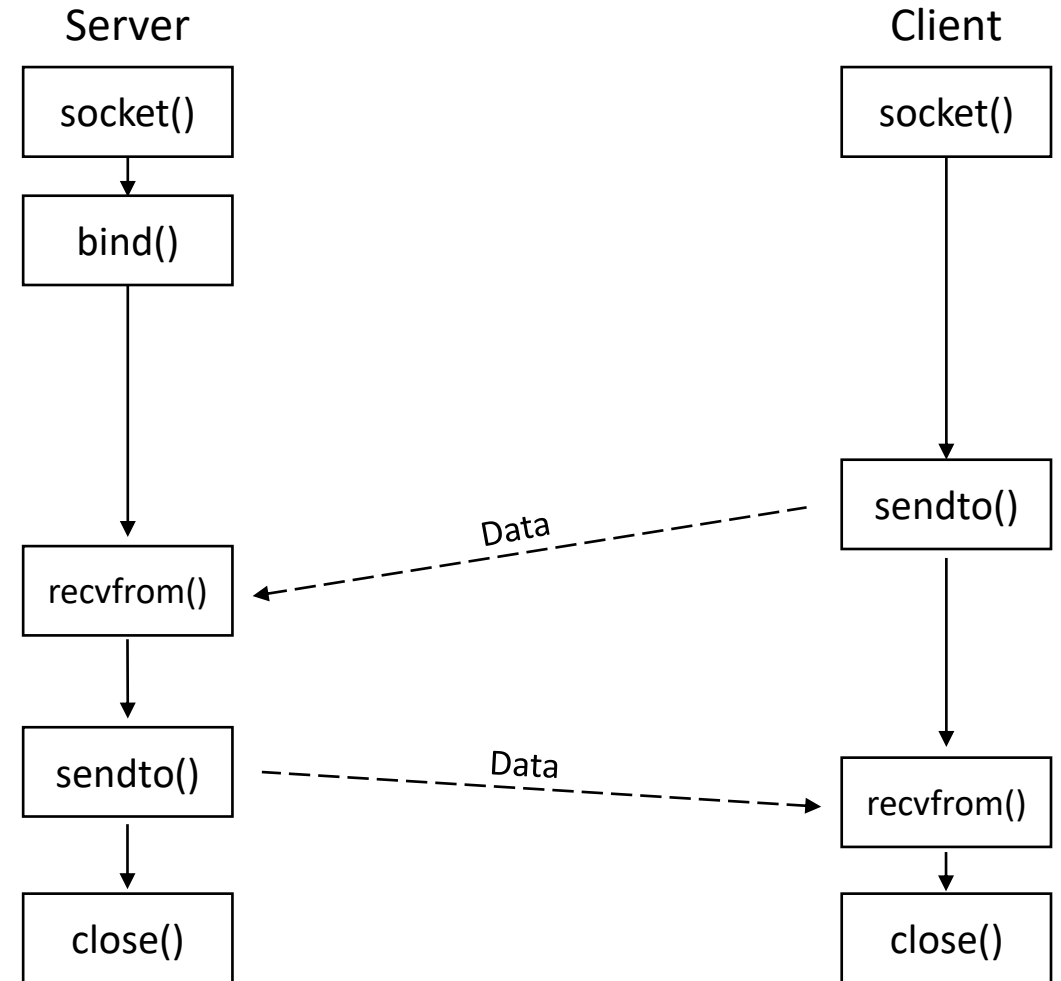 Server
Client
socket()
socket()
bind()
sendto()
Data
recvfrom()
sendto()
Data
recvfrom()
close()
close()